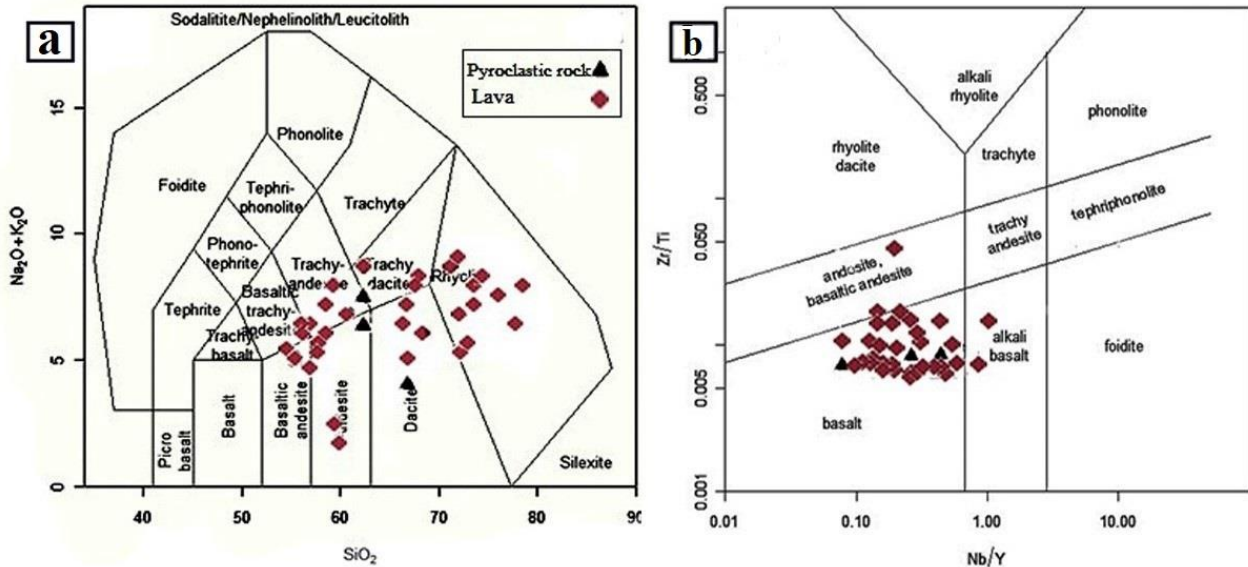 a
Sodalitite/Nephelinolith/Leucitolith
Pyroclastic rock
Lava
Phonolite
Foidite
Tephri-
phonolite
Trachyte
Phono-
tephrite
Trachy-
Trachy
dacite
Tephrite
Basaltic
trachy-
Trachy-
basalt
Picro
basalt
Basalt
Basaltic
andesite
Dacite
Silexite
Na₂O+K₂O
0
5
10
15
40
50
60
70
80
90
SiO₂
b
alkali
rhyolite
rhyolite
dacite
trachyte
phonolite
trachy
andesite
tephriphonolite
andosite,
basaltic andesite
alkali
basalt
foidite
basalt
Zr/Ti
0.500
0.050
0.005
0.001
0.01
0.10
1.00
10.00
Nb/Y